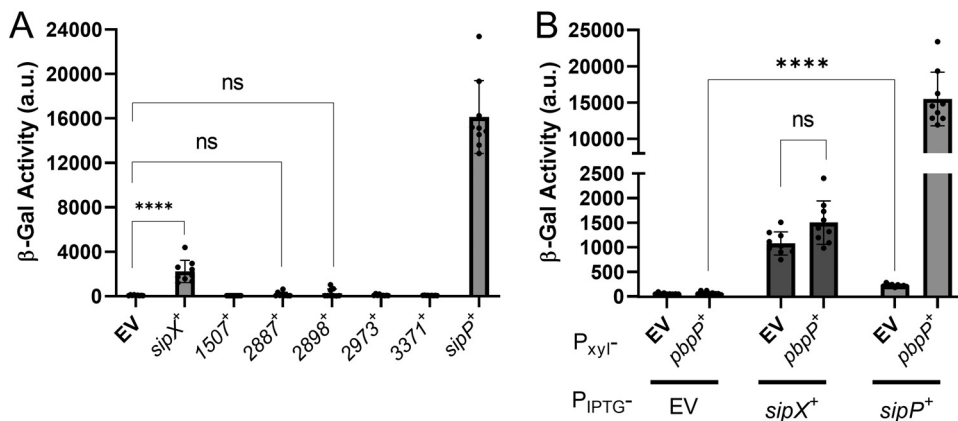 A
β-Gal Activity (a.u.)
24000
20000
16000
12000
8000
4000
0
ns
ns
****
EV
sipX+
1507+
2887+
2898+
2973+
3371+
sipP+
B
β-Gal Activity (a.u.)
25000
20000
15000
10000
2500
2000
1500
1000
500
0
****
ns
Pxyl-
EV
pbpP+
EV
pbpP+
EV
pbpP+
PIPTG-
EV
sipX+
sipP+